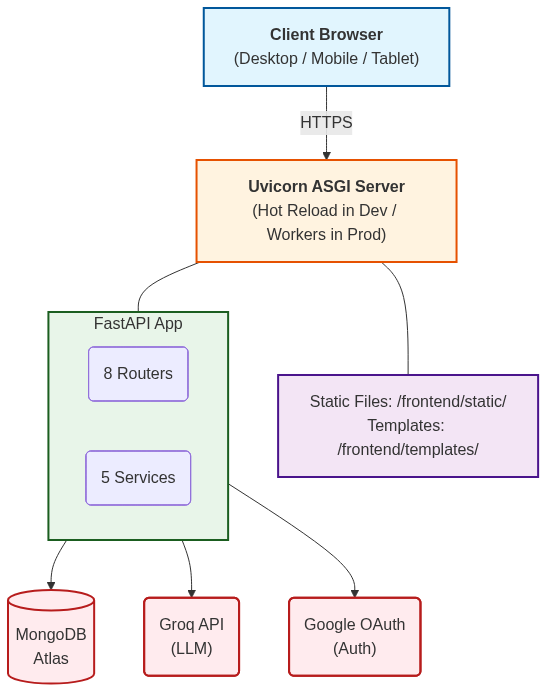 Client Browser
(Desktop / Mobile / Tablet)
HTTPS
Uvicorn ASGI Server
(Hot Reload in Dev /
Workers in Prod)
FastAPI App
8 Routers
5 Services
Static Files: /frontend/static/
Templates:
/frontend/templates/
MongoDB
Atlas
Groq API
(LLM)
Google OAuth
(Auth)